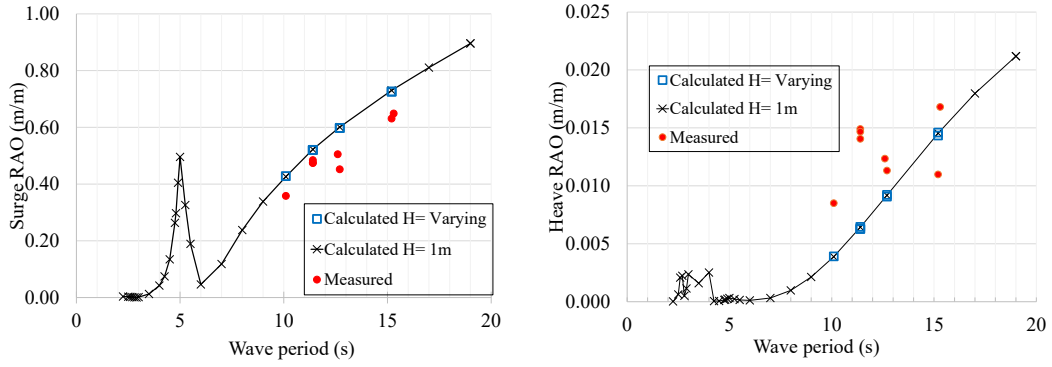 1.00
0.80
0.60
0.40
0.20
0.00
Surge RAO (m/m)
0 5 10 15 20
Wave period (s)
Calculated H= Varying
Calculated H= 1m
Measured
0.025
0.020
0.015
0.010
0.005
0.000
Heave RAO (m/m)
0 5 10 15 20
Wave period (s)
Calculated H= Varying
Calculated H= 1m
Measured